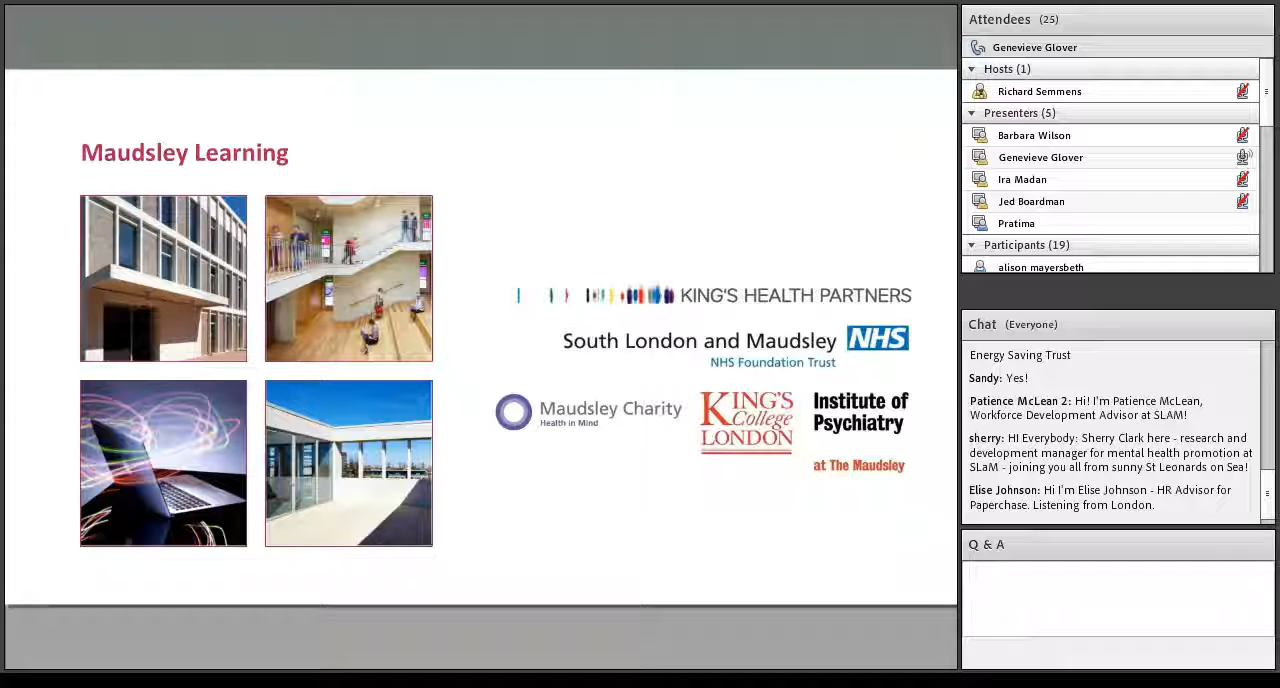 Maudsley Learning
KING'S HEALTH PARTNERS
South London and Maudsley NHS
NHS Foundation Trust
Maudsley Charity
Health in Mind
KING'S
College
LONDON
Institute of
Psychiatry
at The Maudsley
Attendees (25)
Genevieve Glover
Hosts (1)
Richard Semmens
Presenters (5)
Barbara Wilson
Genevieve Glover
Ira Madan
Jed Boardman
Pratima
Participants (19)
alison mayersbeth
Chat (Everyone)
Energy Saving Trust
Sandy: Yes!
Patience McLean 2: Hi! I'm Patience McLean,
Workforce Development Advisor at SLAM!
sherry: HI Everybody: Sherry Clark here - research and
development manager for mental health promotion at
SLaM - joining you all from sunny St Leonards on Sea!
Elise Johnson: Hi I'm Elise Johnson - HR Advisor for
Paperchase. Listening from London.
Q & A